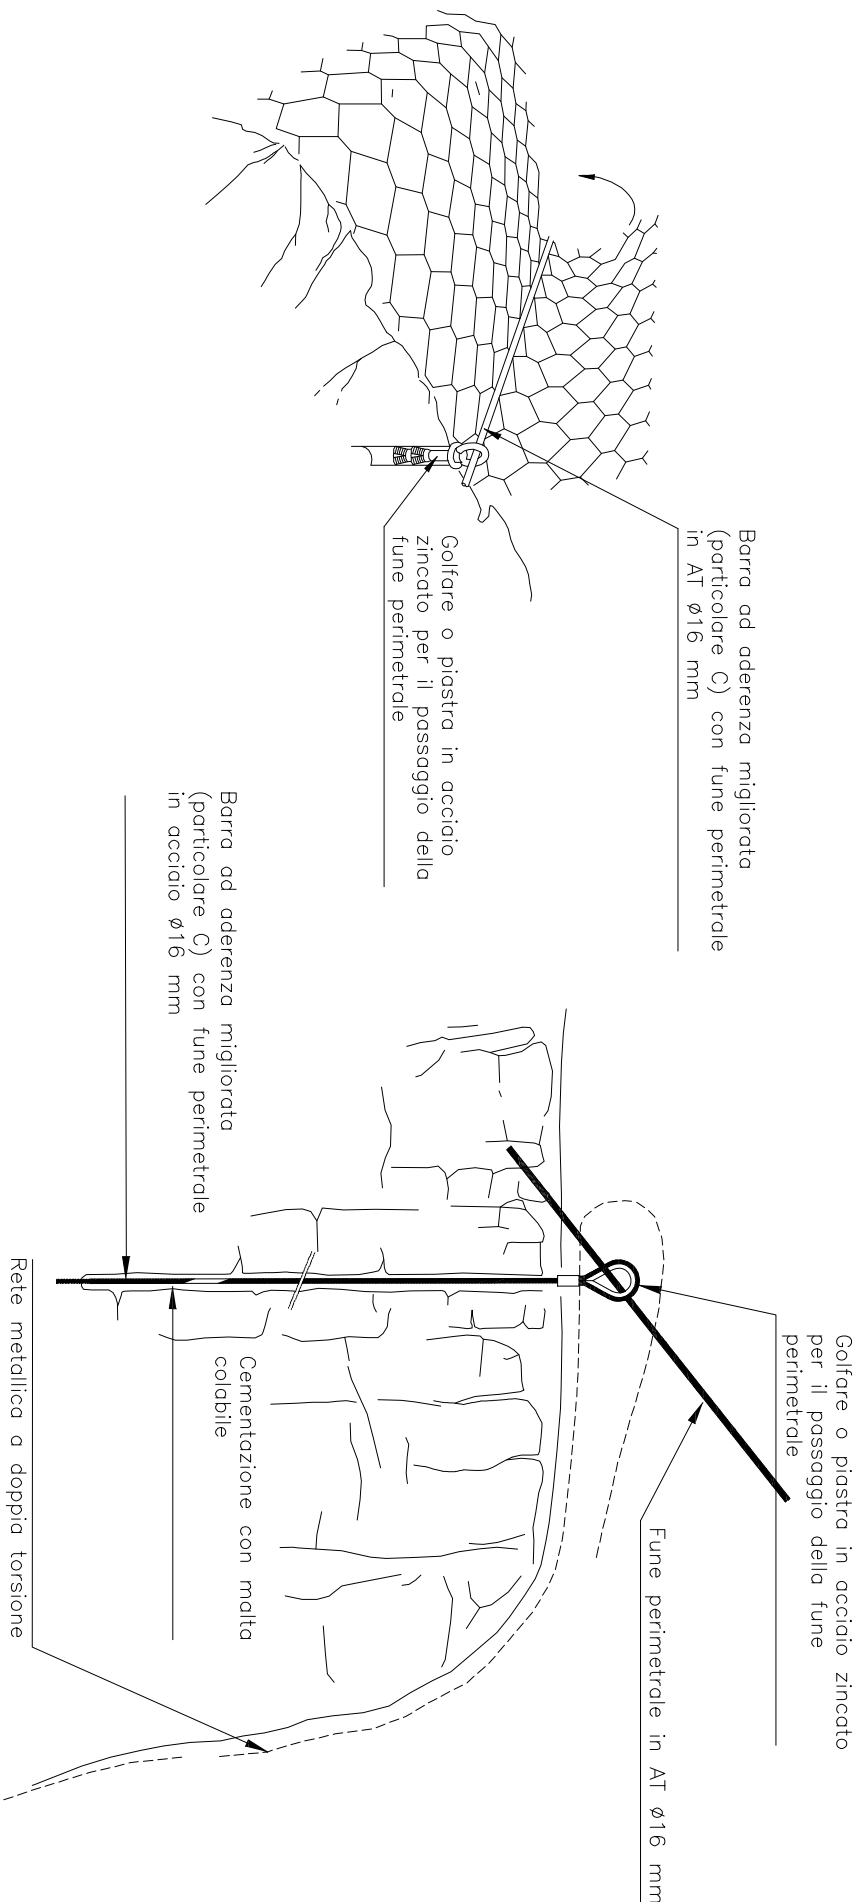 Barra ad aderenza migliorata
(particolare C) con fune perimetrale
in AT Ø16 mm
Golfare o piastra in acciaio
zincato per il passaggio della
fune perimetrale
Golfare o piastra in acciaio zincato
per il passaggio della fune
perimetrale
Fune perimetrale in AT Ø16 mm
Barra ad aderenza migliorata
(particolare C) con fune perimetrale
in acciaio Ø16 mm
Cementazione con malta
colabile
Rete metallica a doppia torsione